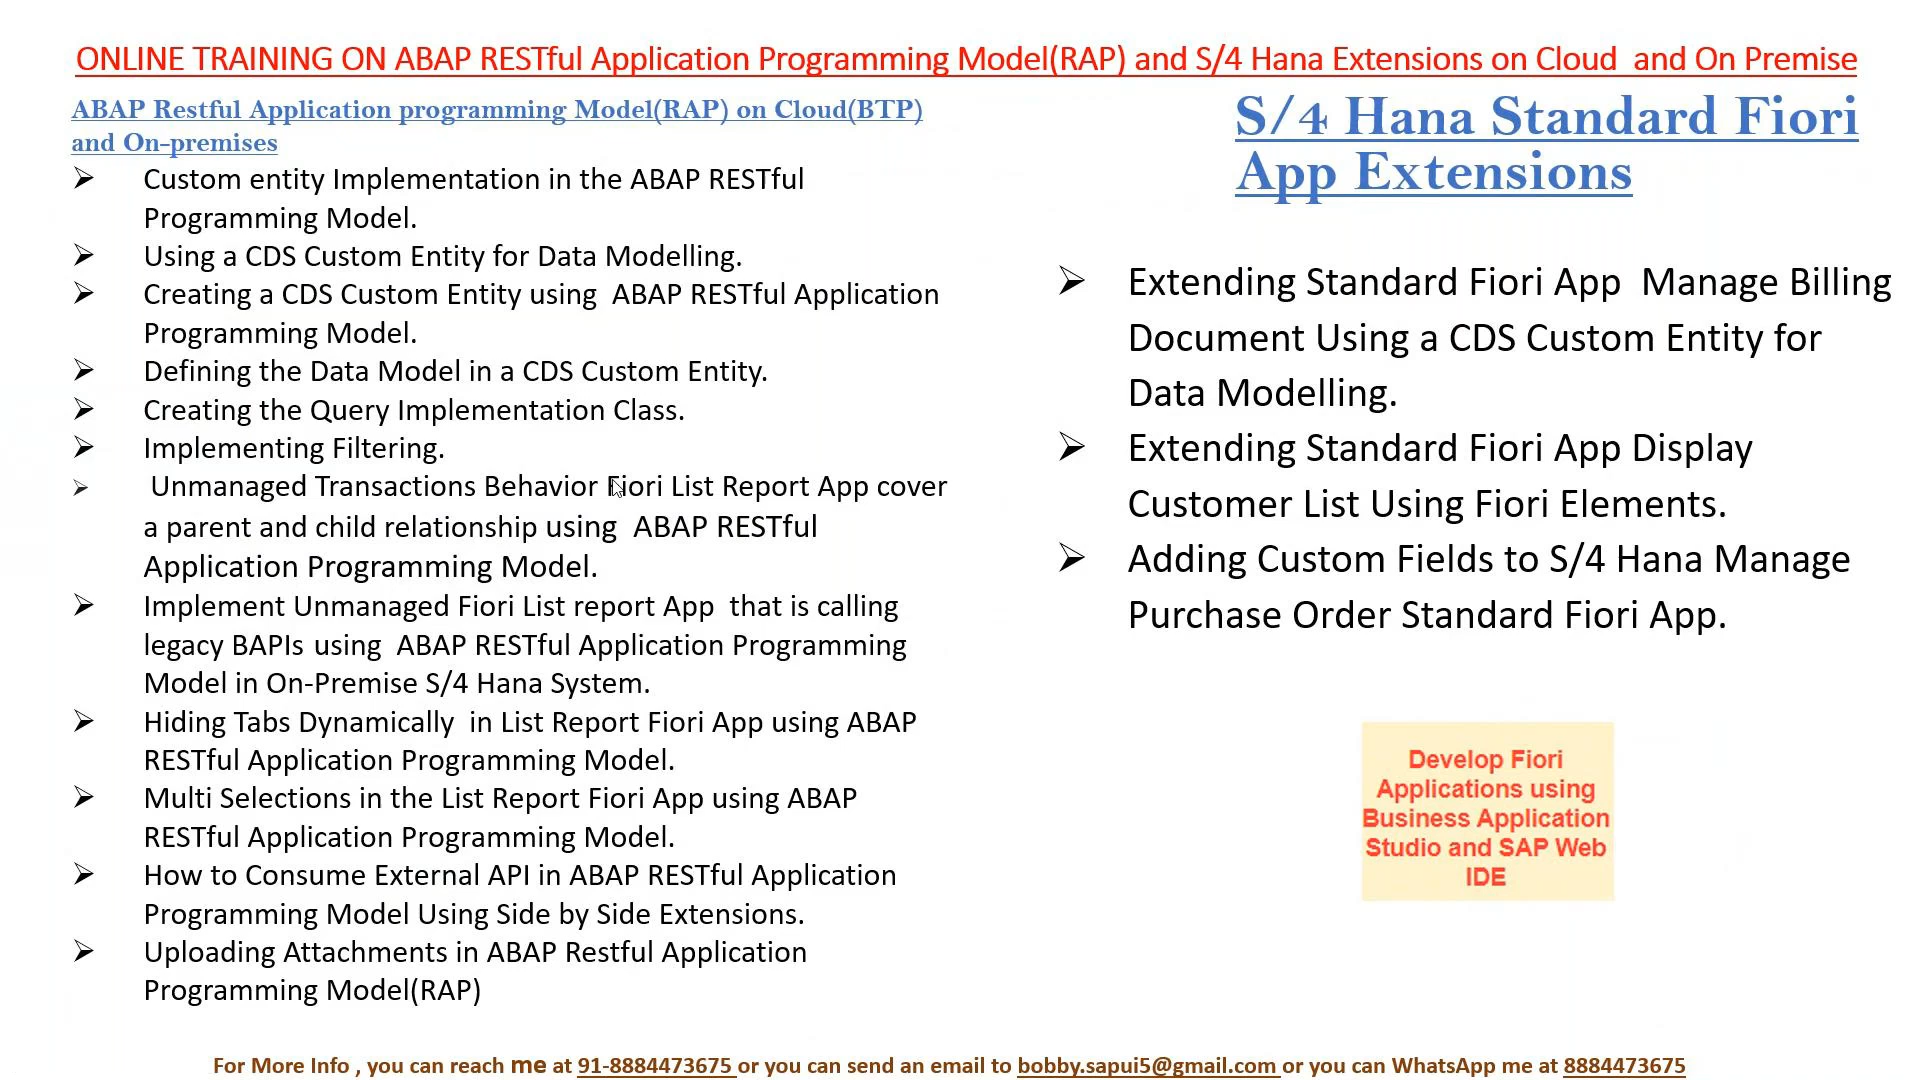 ONLINE TRAINING ON ABAP RESTful Application Programming Model(RAP) and S/4 Hana Extensions on Cloud and On Premise
ABAP Restful Application programming Model(RAP) on Cloud(BTP)
and On-premises
➢ Custom entity Implementation in the ABAP RESTful
Programming Model.
➢ Using a CDS Custom Entity for Data Modelling.
➢ Creating a CDS Custom Entity using ABAP RESTful Application
Programming Model.
➢ Defining the Data Model in a CDS Custom Entity.
➢ Creating the Query Implementation Class.
➢ Implementing Filtering.
➢ Unmanaged Transactions Behavior Fiori List Report App cover
a parent and child relationship using ABAP RESTful
Application Programming Model.
➢ Implement Unmanaged Fiori List report App that is calling
legacy BAPIs using ABAP RESTful Application Programming
Model in On-Premise S/4 Hana System.
➢ Hiding Tabs Dynamically in List Report Fiori App using ABAP
RESTful Application Programming Model.
➢ Multi Selections in the List Report Fiori App using ABAP
RESTful Application Programming Model.
➢ How to Consume External API in ABAP RESTful Application
Programming Model Using Side by Side Extensions.
➢ Uploading Attachments in ABAP Restful Application
Programming Model(RAP)
S/4 Hana Standard Fiori
App Extensions
➢ Extending Standard Fiori App Manage Billing
Document Using a CDS Custom Entity for
Data Modelling.
➢ Extending Standard Fiori App Display
Customer List Using Fiori Elements.
➢ Adding Custom Fields to S/4 Hana Manage
Purchase Order Standard Fiori App.
Develop Fiori
Applications using
Business Application
Studio and SAP Web
IDE
For More Info , you can reach me at 91-8884473675 or you can send an email to bobby.sapui5@gmail.com or you can WhatsApp me at 8884473675